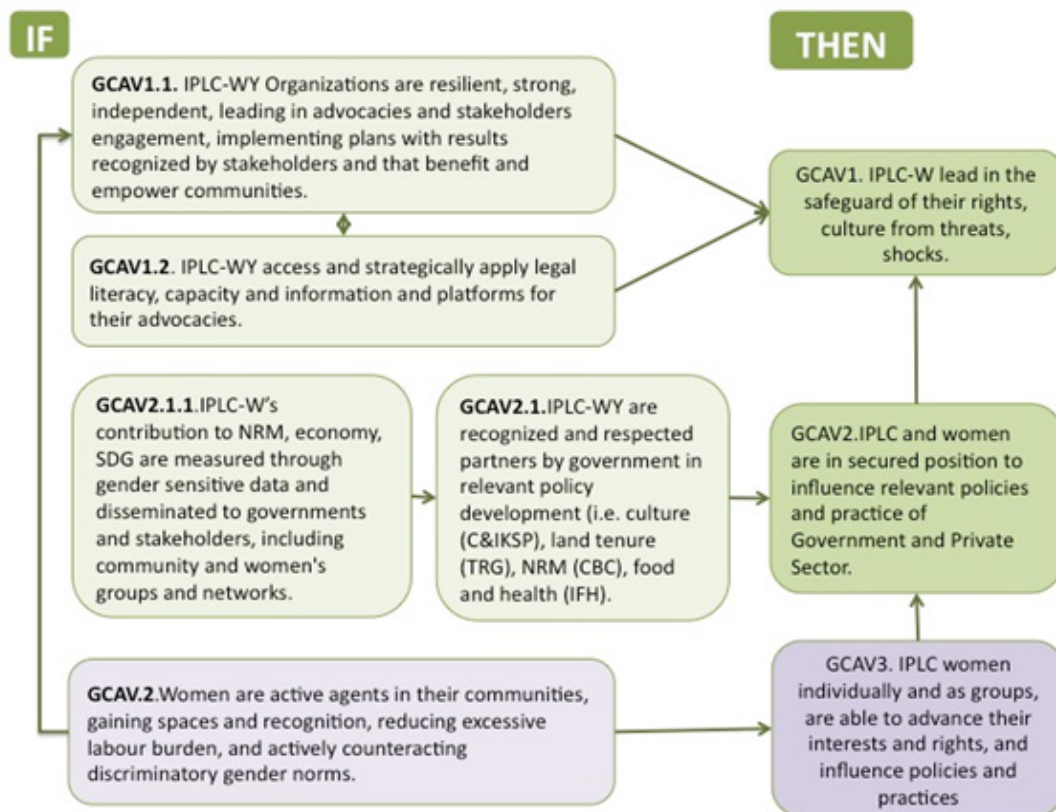 IF
THEN
GCAV1.1. IPLC-WY Organizations are resilient, strong,
independent, leading in advocacies and stakeholders
engagement, implementing plans with results
recognized by stakeholders and that benefit and
empower communities.
GCAV1. IPLC-W lead in the
safeguard of their rights,
culture from threats,
shocks.
GCAV1.2. IPLC-WY access and strategically apply legal
literacy, capacity and information and platforms for
their advocacies.
GCAV2.1.1.IPLC-W's
contribution to NRM, economy,
SDG are measured through
gender sensitive data and
disseminated to governments
and stakeholders, including
community and women's
groups and networks.
GCAV2.1.IPLC-WY are
recognized and respected
partners by government in
relevant policy
development (i.e. culture
(C&IKSP), land tenure
(TRG), NRM (CBC), food
and health (IFH).
GCAV2.IPLC and women
are in secured position to
influence relevant policies
and practice of
Government and Private
Sector.
GCAV.2.Women are active agents in their communities,
gaining spaces and recognition, reducing excessive
labour burden, and actively counteracting
discriminatory gender norms.
GCAV3. IPLC women
individually and as groups,
are able to advance their
interests and rights, and
influence policies and
practices